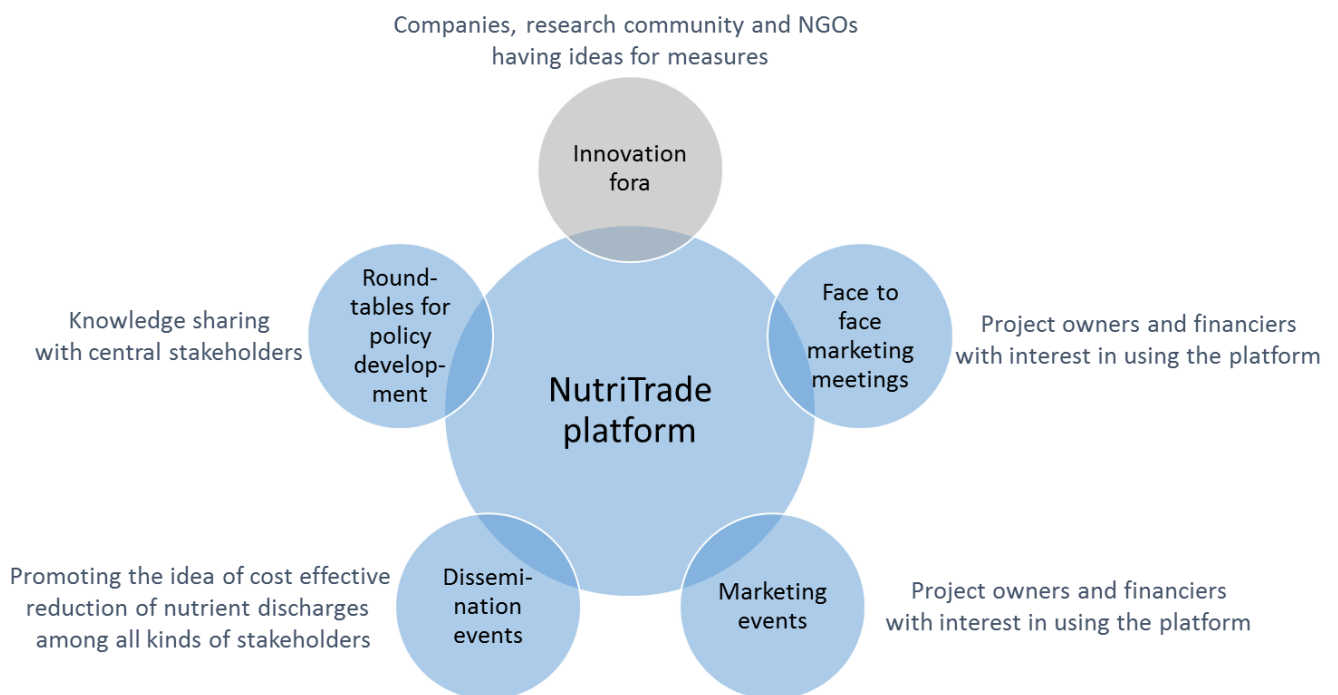 Companies, research community and NGOs
having ideas for measures
Innovation
fora
Round-
tables for
policy
develop-
ment
Knowledge sharing
with central stakeholders
Face to
face
marketing
meetings
Project owners and financiers
with interest in using the platform
NutriTrade
platform
Promoting the idea of cost effective
reduction of nutrient discharges
among all kinds of stakeholders
Dissemi-
nation
events
Marketing
events
Project owners and financiers
with interest in using the platform